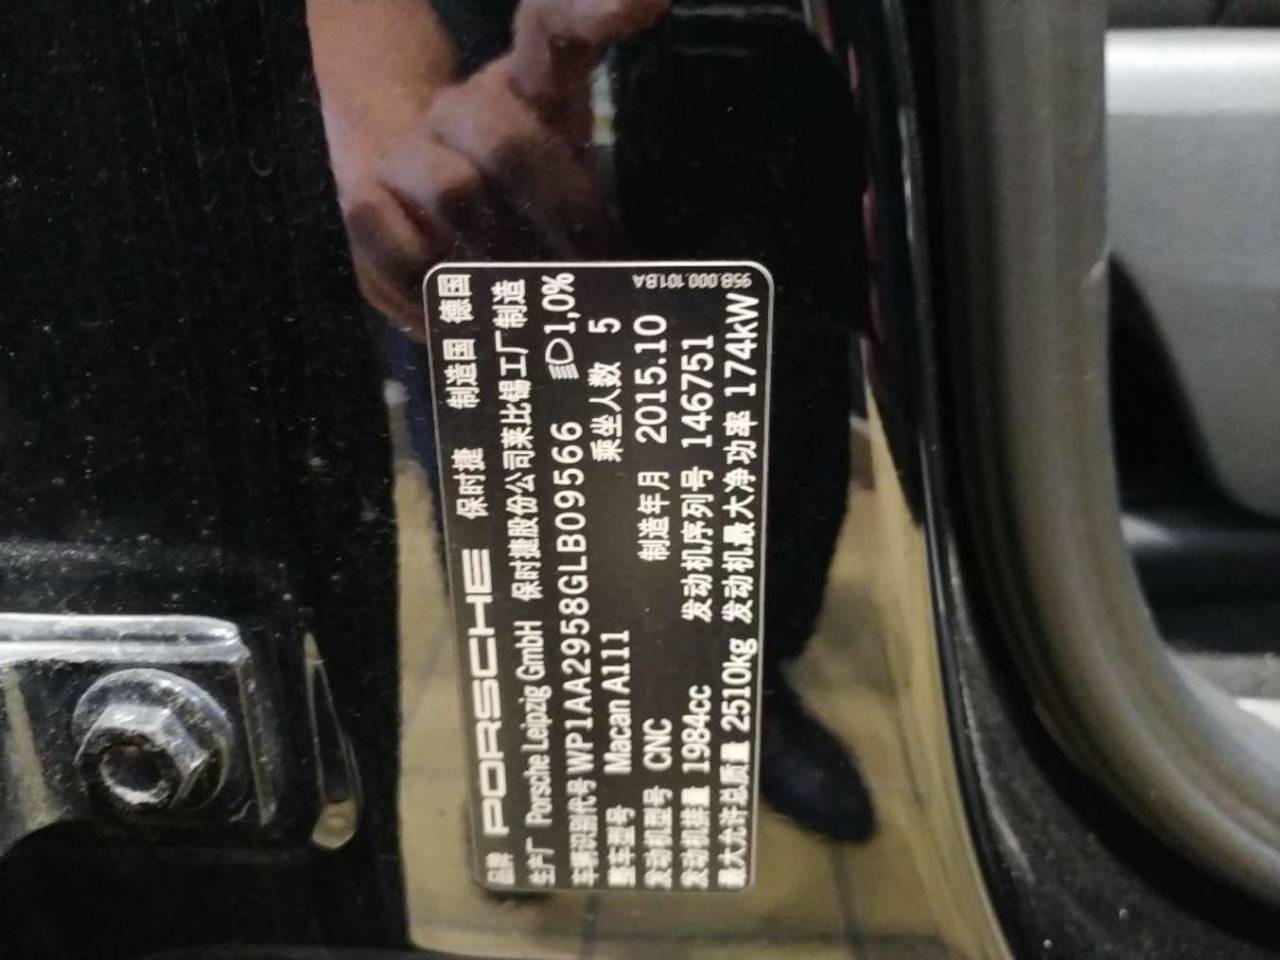 品牌 PORSCHE 保时捷 制造国 德国
生产厂 Porsche Leipzig GmbH 保时捷股份公司莱比锡工厂制造
车辆识别代号 WP1AA2958GLB09566 1,0%
整车型号 Macan A111 乘坐人数 5
发动机型号 CNC 制造年月 2015.10
发动机排量 1984cc 发动机序列号 146751
最大允许总质量 2510kg 发动机最大净功率 174kW
95B.000.101.BA